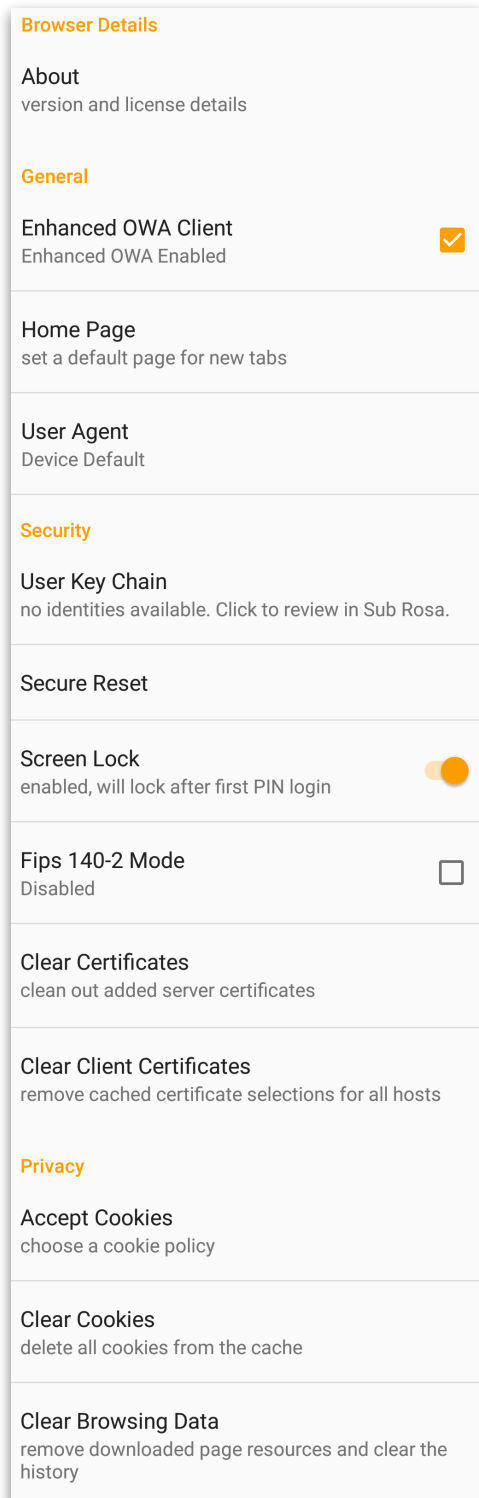 Browser Details
About
version and license details
General
Enhanced OWA Client
Enhanced OWA Enabled
Home Page
set a default page for new tabs
User Agent
Device Default
Security
User Key Chain
no identities available. Click to review in Sub Rosa.
Secure Reset
Screen Lock
enabled, will lock after first PIN login
Fips 140-2 Mode
Disabled
Clear Certificates
clean out added server certificates
Clear Client Certificates
remove cached certificate selections for all hosts
Privacy
Accept Cookies
choose a cookie policy
Clear Cookies
delete all cookies from the cache
Clear Browsing Data
remove downloaded page resources and clear the
history